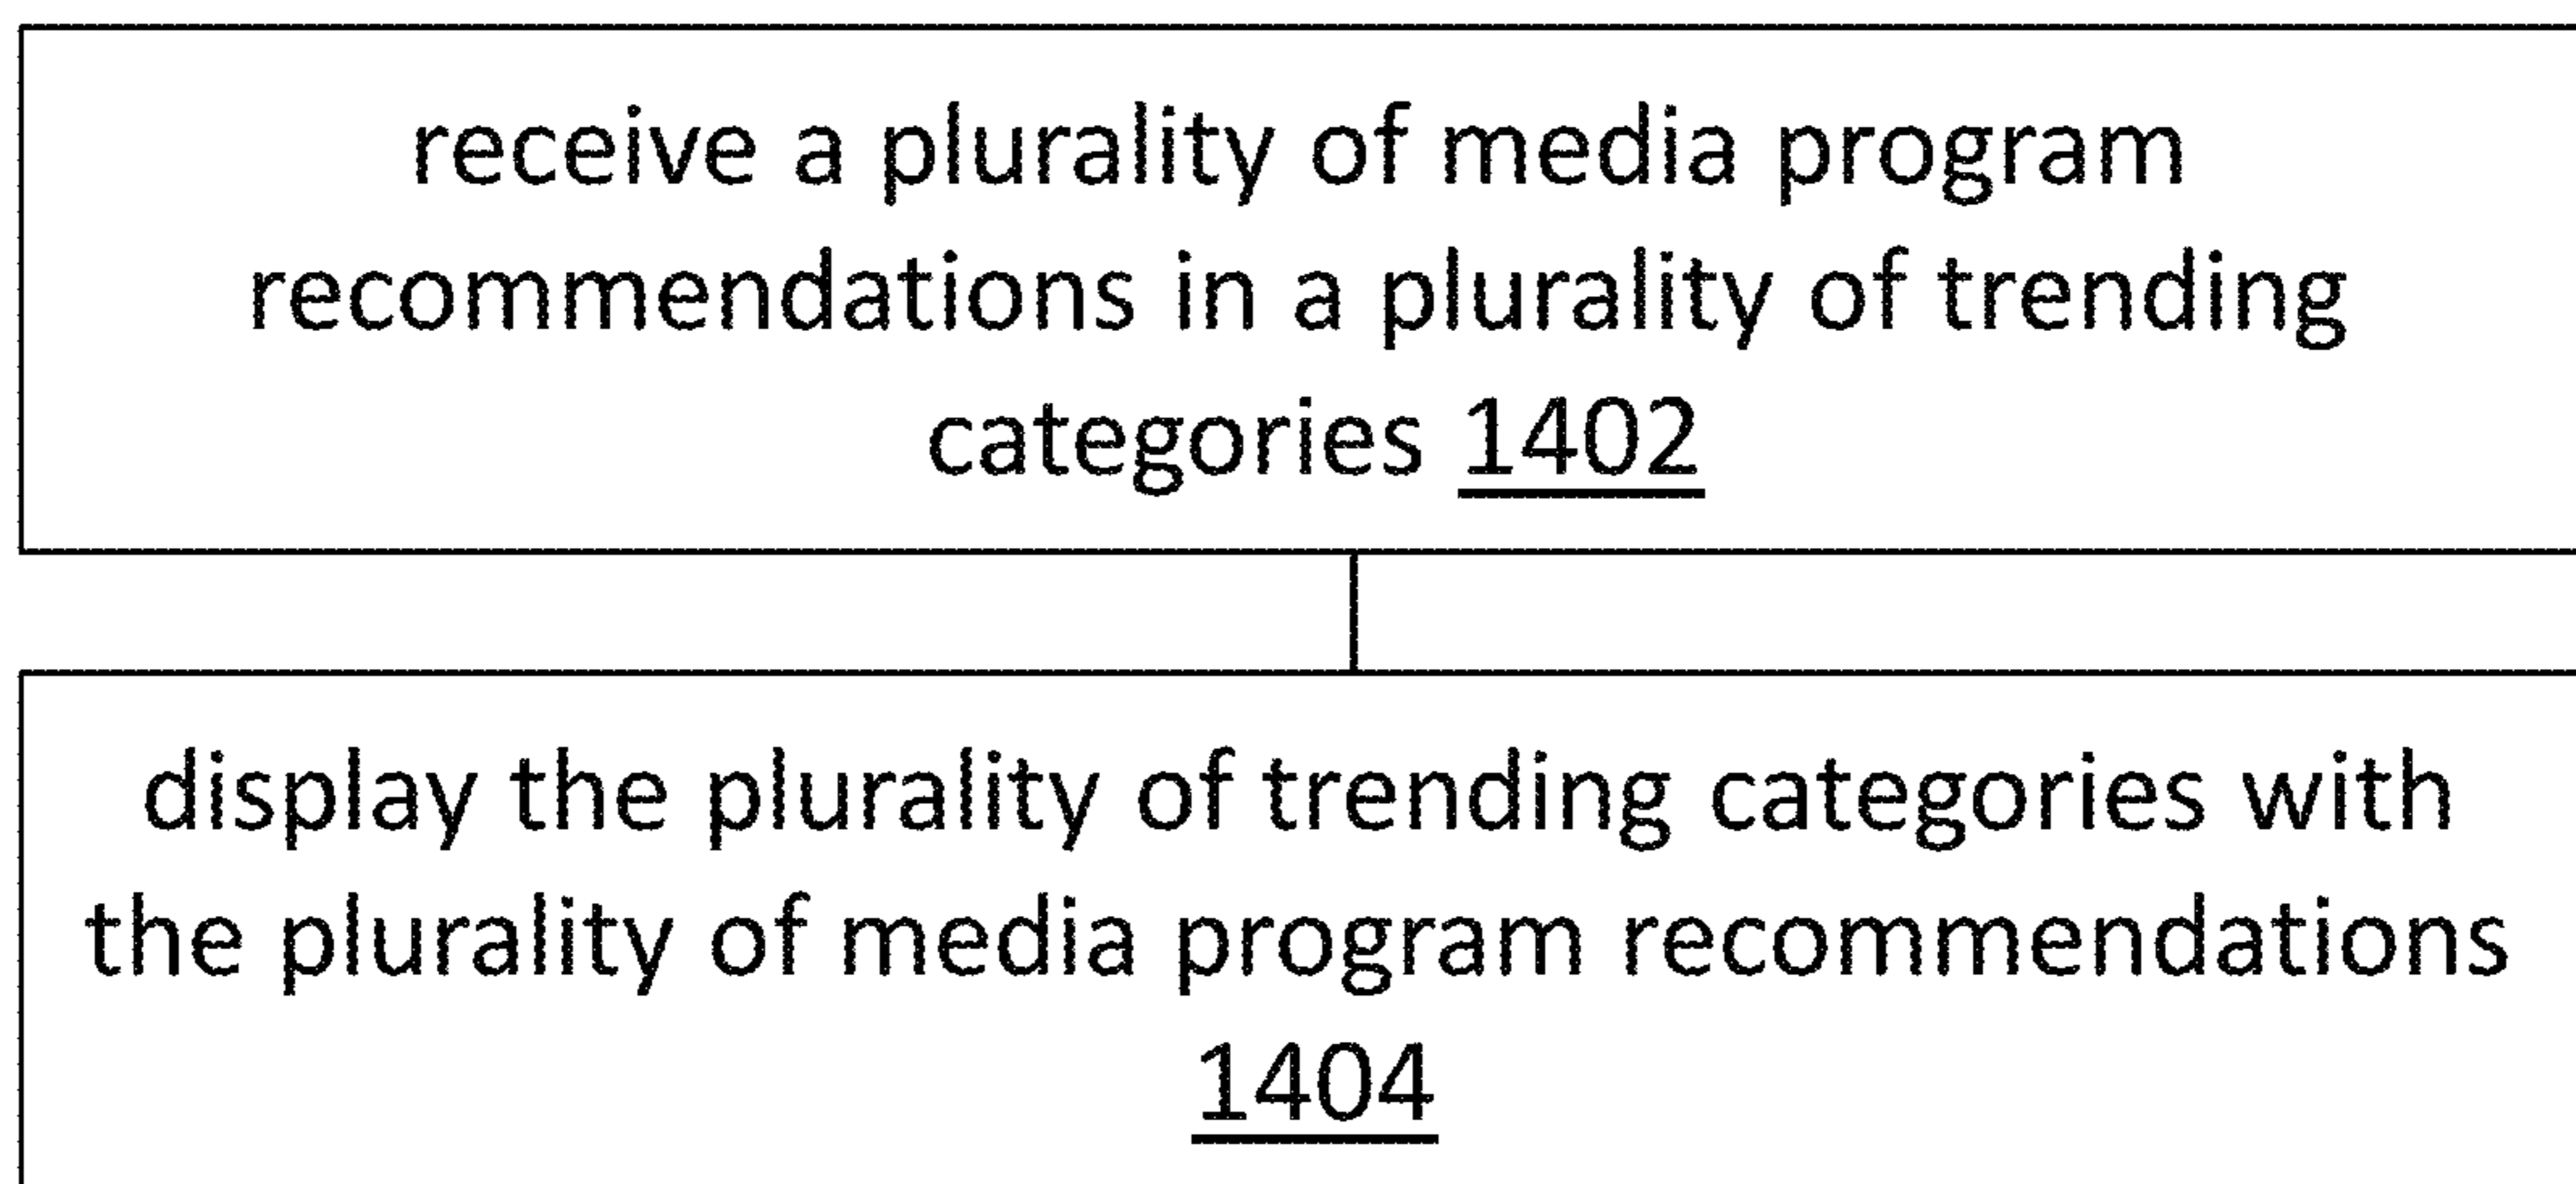 receive a plurality of media program
recommendations in a plurality of trending
categories 1402
display the plurality of trending categories with
the plurality of media program recommendations
1404